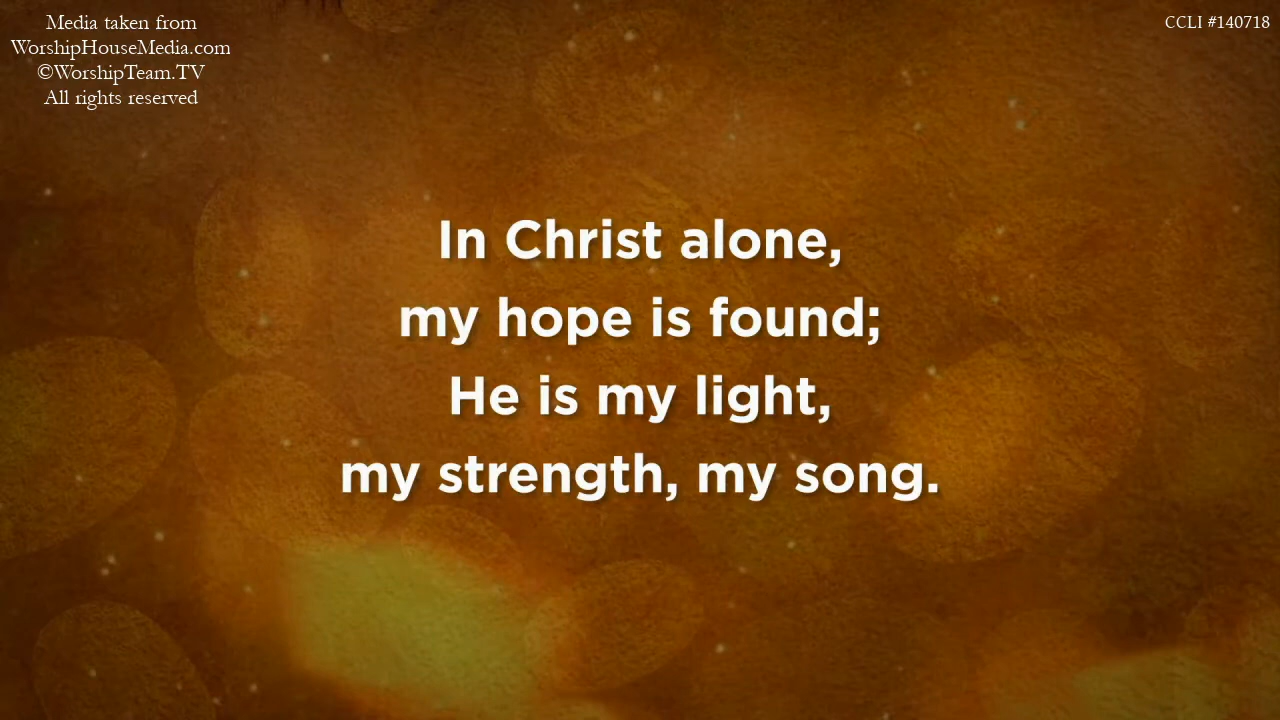 Media taken from
WorshipHouseMedia.com
©WorshipTeam.TV
All rights reserved
CCLI #140718
In Christ alone,
my hope is found;
He is my light,
my strength, my song.